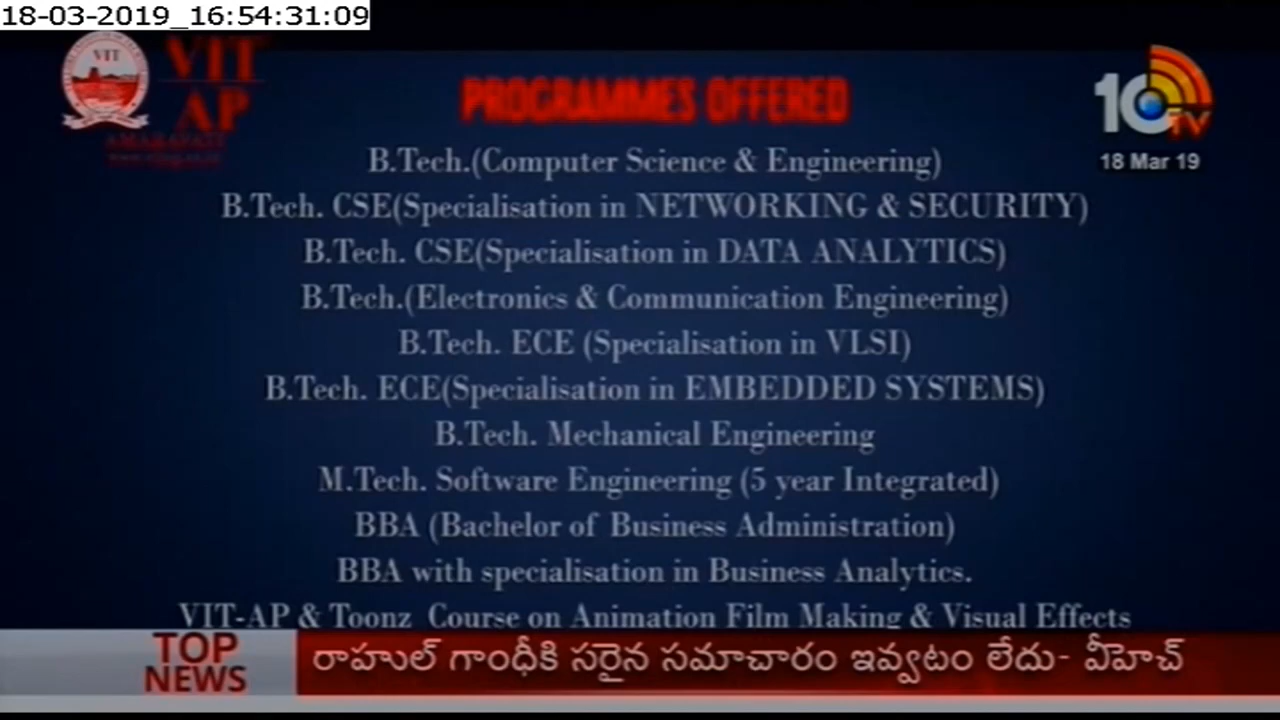 18-03-2019_16:54:31:09
VIT
VIT
AP
AMARAVATI
PROGRAMMES OFFERED
10
TV
18 Mar 19
B.Tech.(Computer Science & Engineering)
B.Tech. CSE(Specialisation in NETWORKING & SECURITY)
B.Tech. CSE(Specialisation in DATA ANALYTICS)
B.Tech.(Electronics & Communication Engineering)
B.Tech. ECE (Specialisation in VLSI)
B.Tech. ECE(Specialisation in EMBEDDED SYSTEMS)
B.Tech. Mechanical Engineering
M.Tech. Software Engineering (5 year Integrated)
BBA (Bachelor of Business Administration)
BBA with specialisation in Business Analytics.
VIT-AP & Toonz Course on Animation Film Making & Visual Effects
TOP
NEWS
రాహుల్ గాంధీకి సరైన సమాచారం ఇవ్వటం లేదు- వీహెచ్